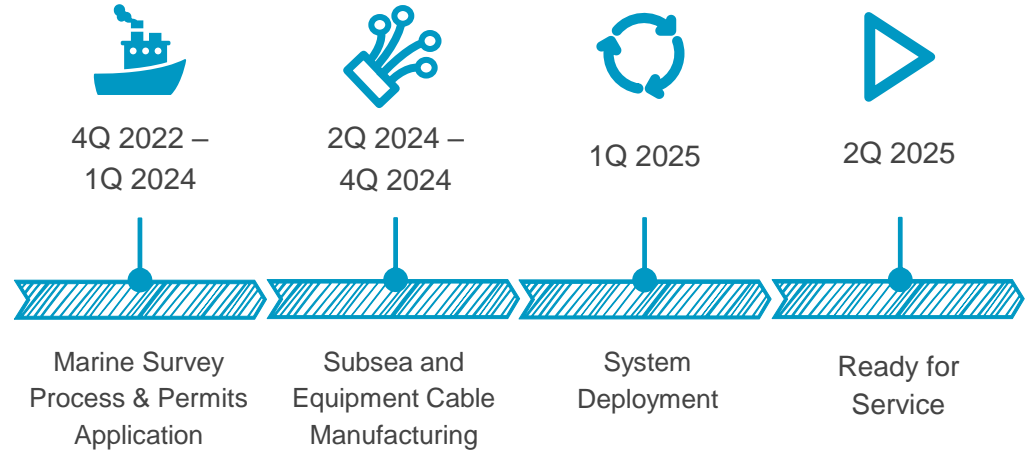 4Q 2022 –
1Q 2024
2Q 2024 –
4Q 2024
1Q 2025
2Q 2025
Marine Survey
Process & Permits
Application
Subsea and
Equipment Cable
Manufacturing
System
Deployment
Ready for
Service